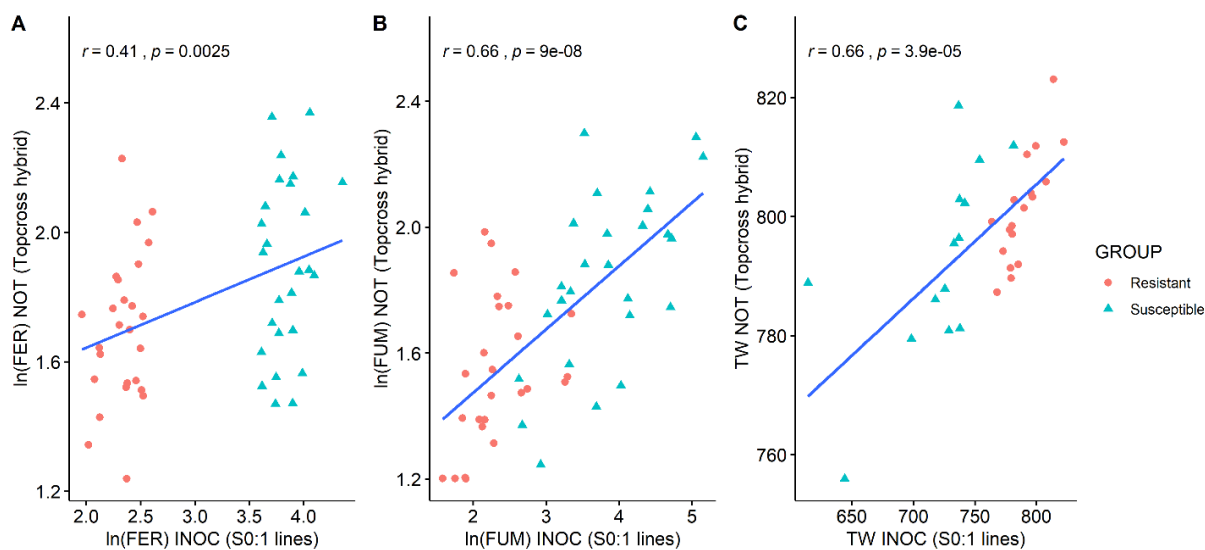 A
r = 0.41 , p = 0.0025
ln(FER) NOT (Topcross hybrid)
2.4
2.0
1.6
1.2
2.0 2.5 3.0 3.5 4.0
ln(FER) INOC (S0:1 lines)
B
r = 0.66 , p = 9e-08
ln(FUM) NOT (Topcross hybrid)
2.4
2.0
1.6
1.2
2 3 4 5
ln(FUM) INOC (S0:1 lines)
C
r = 0.66 , p = 3.9e-05
TW NOT (Topcross hybrid)
820
800
780
760
650 700 750 800
TW INOC (S0:1 lines)
GROUP
Resistant
Susceptible